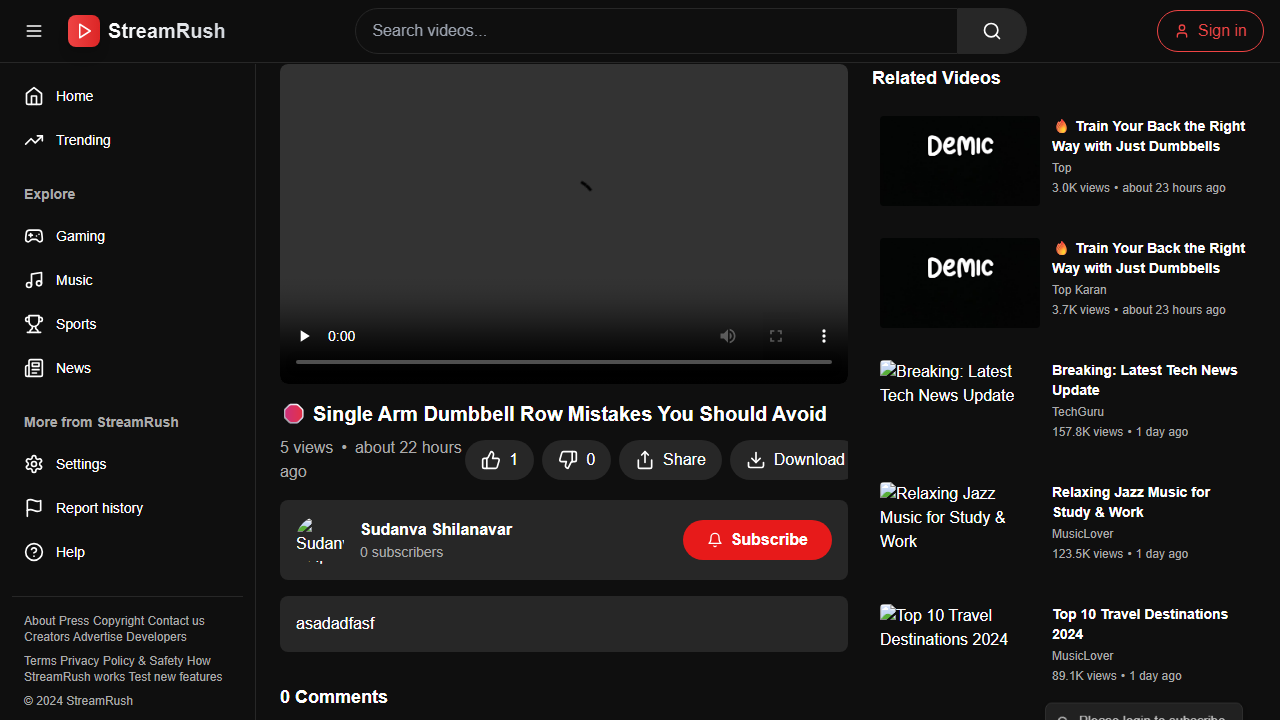 StreamRush
Search videos...
Sign in
Home
Trending
Explore
Gaming
Music
Sports
News
More from StreamRush
Settings
Report history
Help
About Press Copyright Contact us
Creators Advertise Developers
Terms Privacy Policy & Safety How
StreamRush works Test new features
© 2024 StreamRush
0:00
🛑 Single Arm Dumbbell Row Mistakes You Should Avoid
5 views • about 22 hours
ago
1
0
Share
Download
Sudanva Shilanavar
0 subscribers
Subscribe
asadadfasf
0 Comments
Related Videos
DEMIC
🔥 Train Your Back the Right
Way with Just Dumbbells
Top
3.0K views • about 23 hours ago
DEMIC
🔥 Train Your Back the Right
Way with Just Dumbbells
Top Karan
3.7K views • about 23 hours ago
Breaking: Latest
Tech News Update
Breaking: Latest Tech News
Update
TechGuru
157.8K views • 1 day ago
Relaxing Jazz
Music for Study &
Work
Relaxing Jazz Music for
Study & Work
MusicLover
123.5K views • 1 day ago
Top 10 Travel
Destinations 2024
Top 10 Travel Destinations
2024
MusicLover
89.1K views • 1 day ago
Please login to subscribe